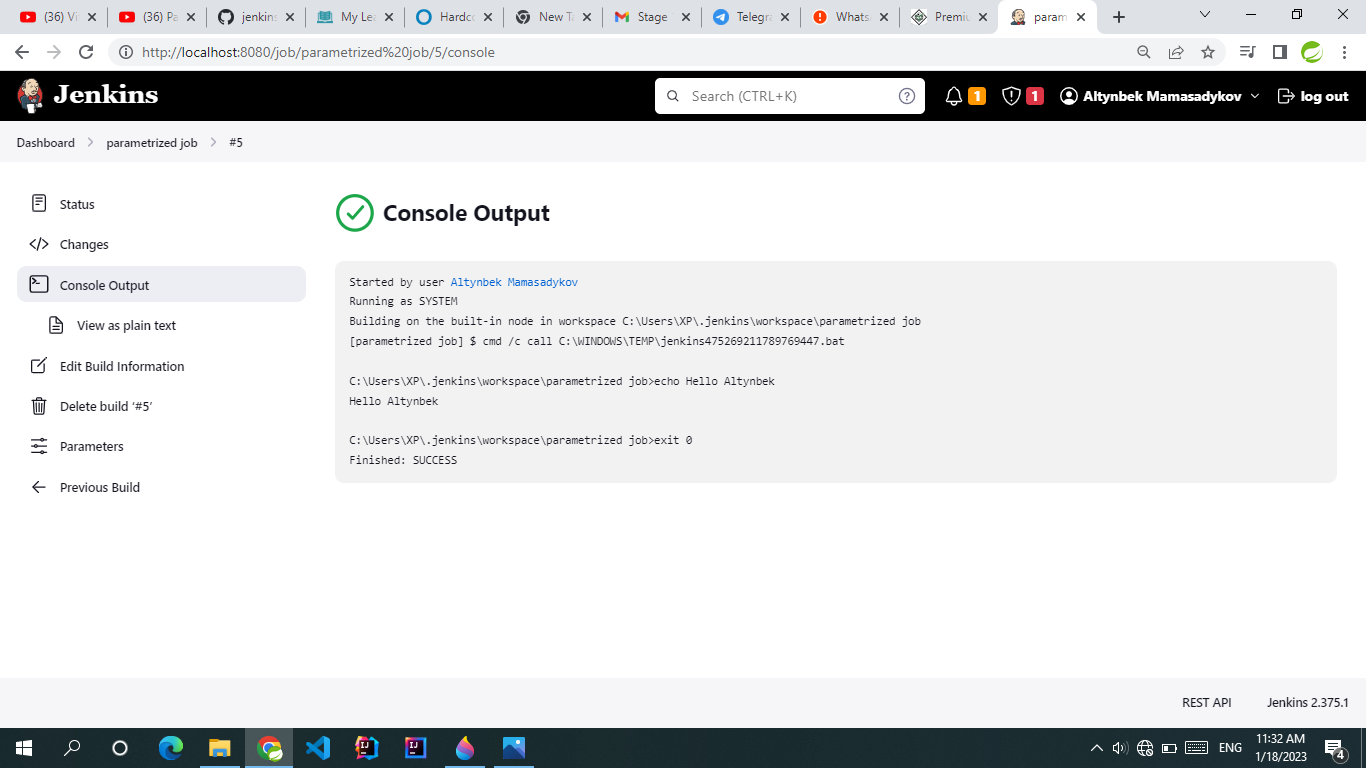 (36) Vi
(36) Pa
jenkins
My Lea
Hardco
New Ta
Stage
Telegra
Whats
Premiu
param
http://localhost:8080/job/parametrized%20job/5/console
Jenkins
Search (CTRL+K)
1
1
Altynbek Mamasadykov
log out
Dashboard
parametrized job
#5
Status
Changes
Console Output
View as plain text
Edit Build Information
Delete build ‘#5’
Parameters
Previous Build
Console Output
Started by user Altynbek Mamasadykov
Running as SYSTEM
Building on the built-in node in workspace C:\Users\XP\.jenkins\workspace\parametrized job
[parametrized job] $ cmd /c call C:\WINDOWS\TEMP\jenkins475269211789769447.bat
C:\Users\XP\.jenkins\workspace\parametrized job>echo Hello Altynbek
Hello Altynbek
C:\Users\XP\.jenkins\workspace\parametrized job>exit 0
Finished: SUCCESS
REST API
Jenkins 2.375.1
ENG
11:32 AM
1/18/2023
4